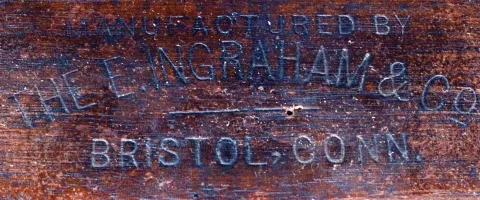 MANUFACTURED BY
THE E. INGRAHAM & CO
BRISTOL, CONN.